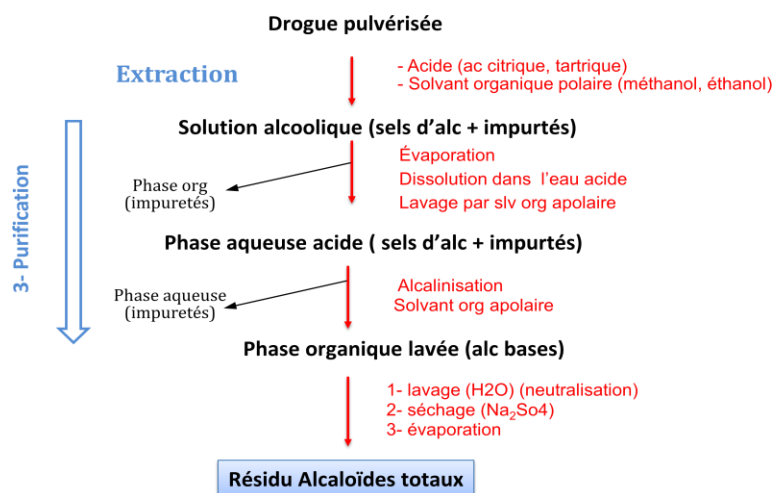 Drogue pulvérisée
Extraction
- Acide (ac citrique, tartrique)
- Solvant organique polaire (méthanol, éthanol)
Solution alcoolique (sels d'alc + impurtés)
Évaporation
Dissolution dans l'eau acide
Lavage par slv org apolaire
Phase org
(impuretés)
3- Purification
Phase aqueuse acide ( sels d'alc + impurtés)
Alcalinisation
Solvant org apolaire
Phase aqueuse
(impuretés)
Phase organique lavée (alc bases)
1- lavage (H2O) (neutralisation)
2- séchage (Na₂So4)
3- évaporation
Résidu Alcaloïdes totaux